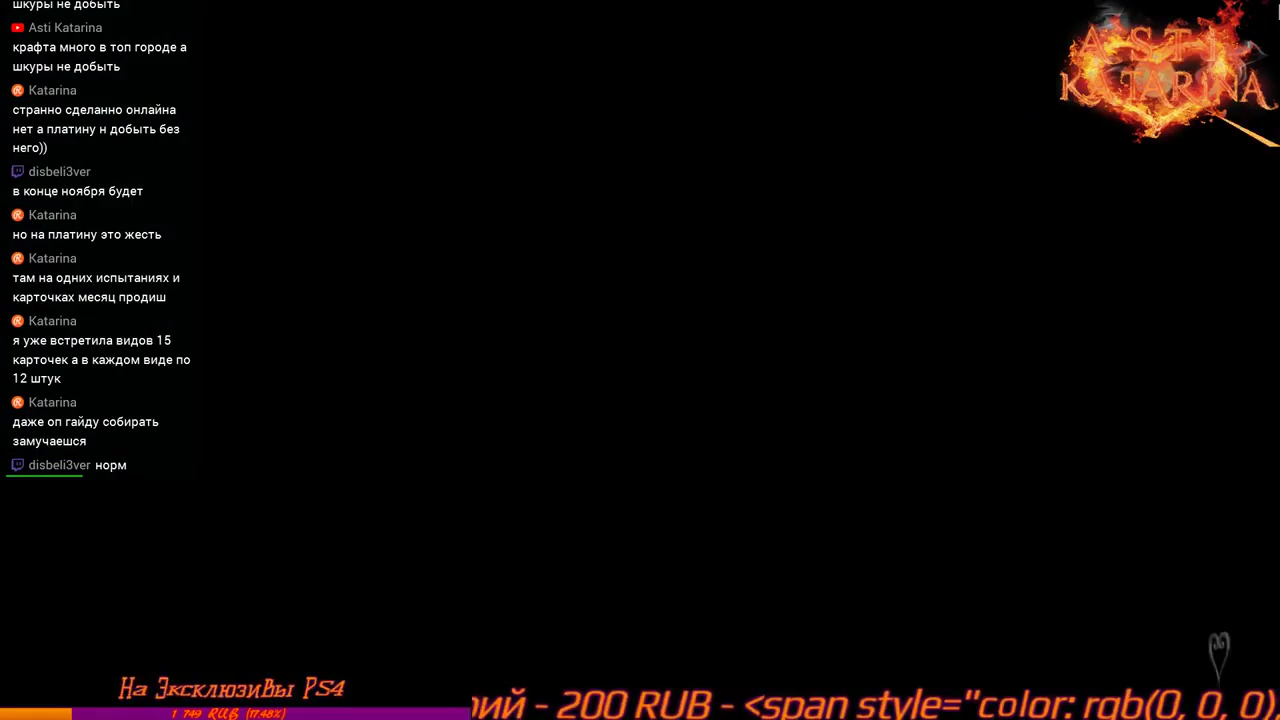 шкуры не добыть
Asti Katarina
крафта много в топ городе а
шкуры не добыть
Katarina
странно сделанно онлайна
нет а платину н добыть без
него))
disbeli3ver
в конце ноября будет
Katarina
но на платину это жесть
Katarina
там на одних испытаниях и
карточках месяц продиш
Katarina
я уже встретила видов 15
карточек а в каждом виде по
12 штук
Katarina
даже оп гайду собирать
замучаешся
disbeli3ver норм
ASTI
KATARINA
На Эксклюзивы PS4
1 749 RUB (17.48%)
рий - 200 RUB - <span style="color: rgb(0, 0, 0)